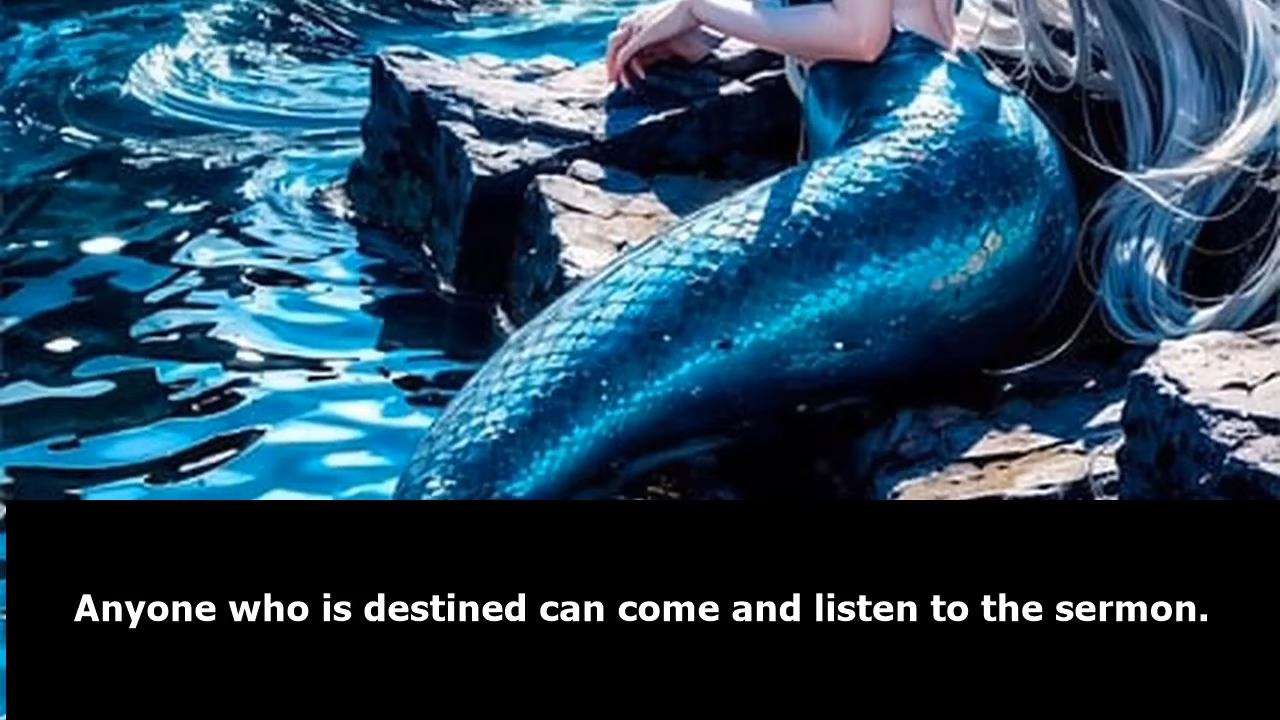 Anyone who is destined can come and listen to the sermon.